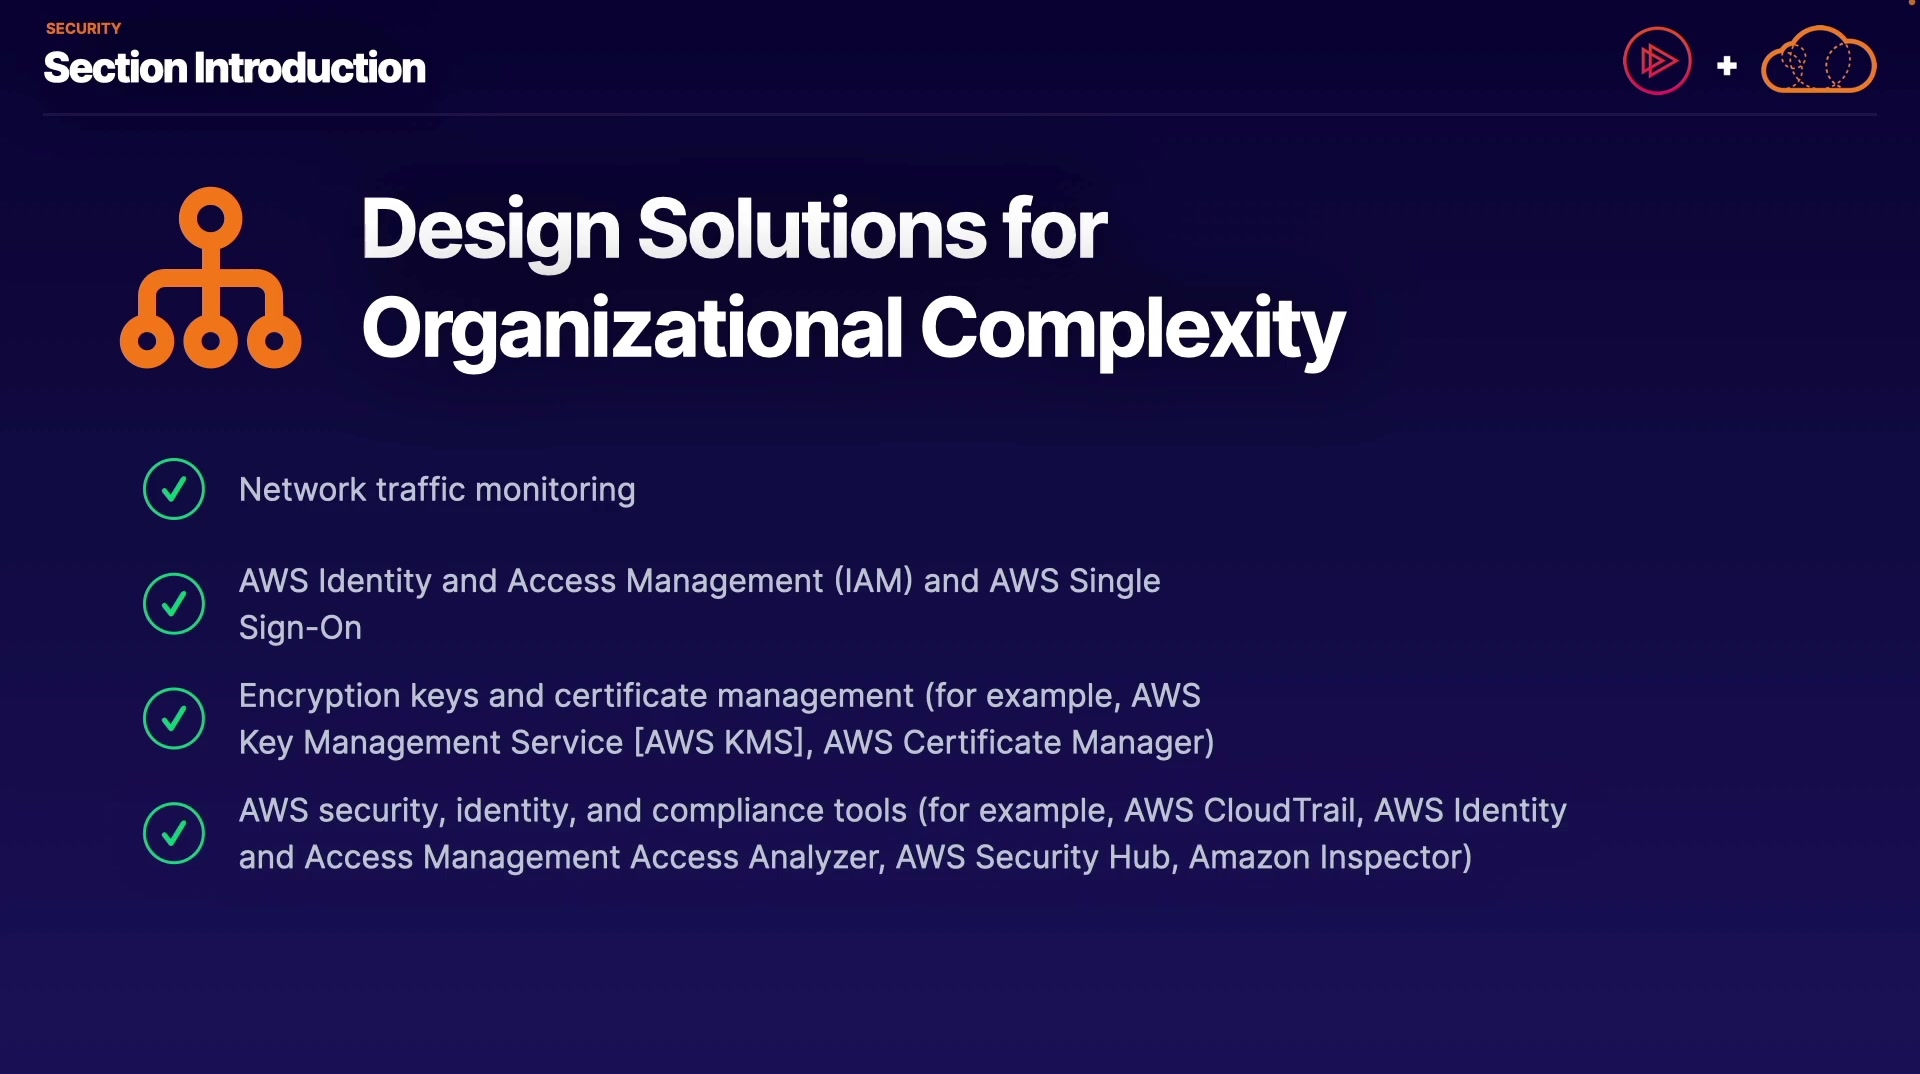 SECURITY
Section Introduction
Design Solutions for
Organizational Complexity
Network traffic monitoring
AWS Identity and Access Management (IAM) and AWS Single
Sign-On
Encryption keys and certificate management (for example, AWS
Key Management Service [AWS KMS], AWS Certificate Manager)
AWS security, identity, and compliance tools (for example, AWS CloudTrail, AWS Identity
and Access Management Access Analyzer, AWS Security Hub, Amazon Inspector)